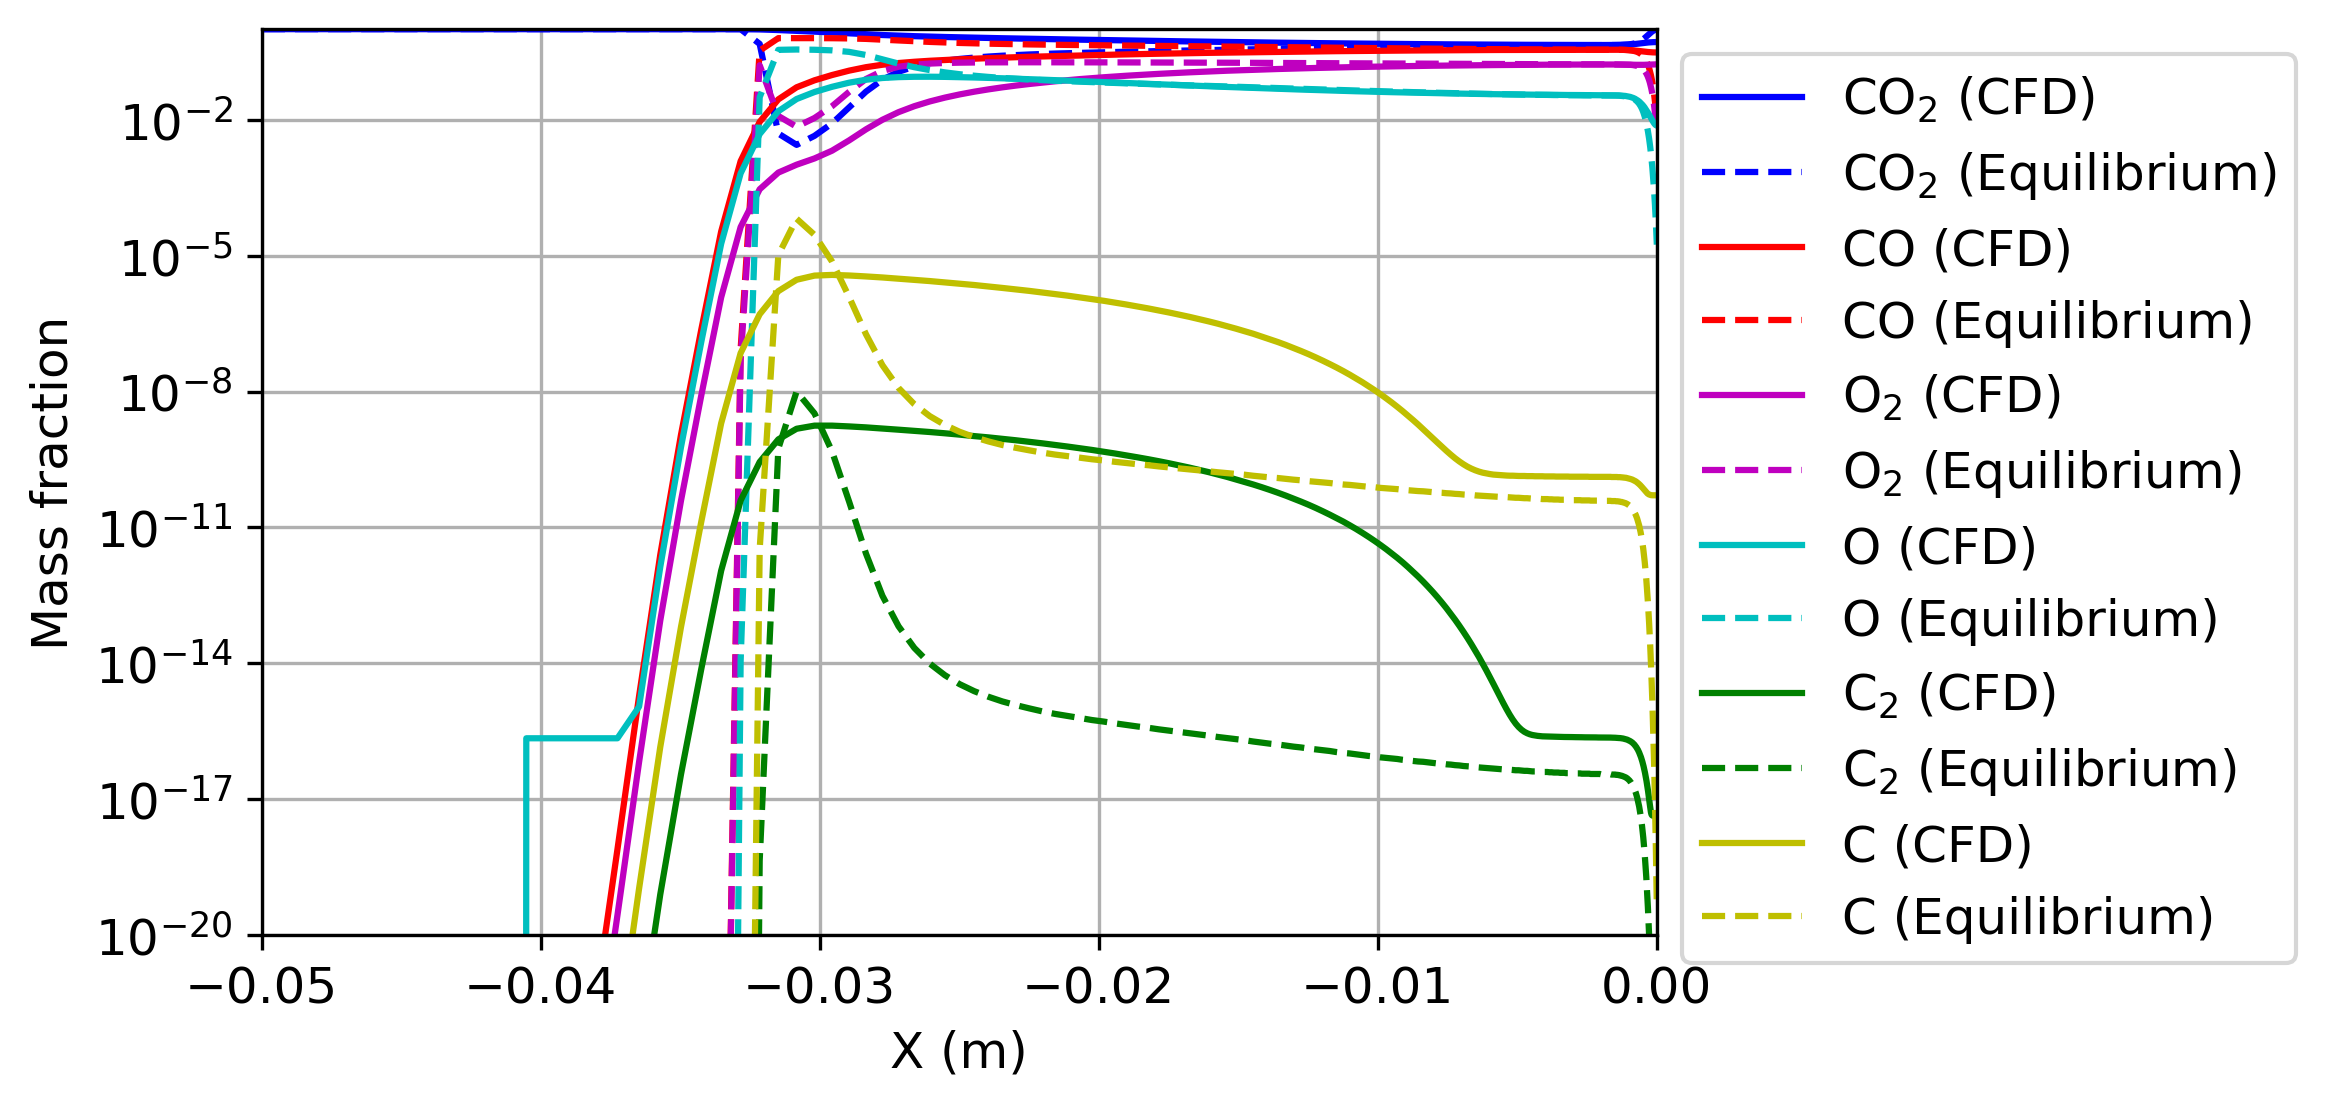 Mass fraction
10⁻²
10⁻⁵
10⁻⁸
10⁻¹¹
10⁻¹⁴
10⁻¹⁷
10⁻²⁰
−0.05 −0.04 −0.03 −0.02 −0.01 0.00
X (m)
CO₂ (CFD)
CO₂ (Equilibrium)
CO (CFD)
CO (Equilibrium)
O₂ (CFD)
O₂ (Equilibrium)
O (CFD)
O (Equilibrium)
C₂ (CFD)
C₂ (Equilibrium)
C (CFD)
C (Equilibrium)